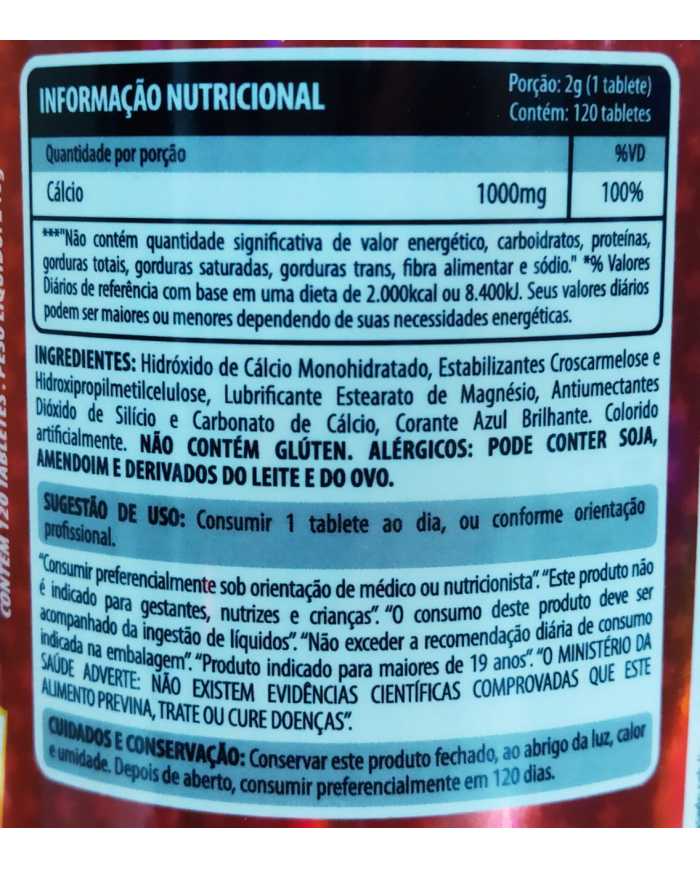 INFORMAÇÃO NUTRICIONAL
Porção: 2g (1 tablete)
Contém: 120 tabletes
Quantidade por porção %VD
Cálcio 1000mg 100%
***"Não contém quantidade significativa de valor energético, carboidratos, proteínas,
gorduras totais, gorduras saturadas, gorduras trans, fibra alimentar e sódio." *% Valores
Diários de referência com base em uma dieta de 2.000kcal ou 8.400kJ. Seus valores diários
podem ser maiores ou menores dependendo de suas necessidades energéticas.
INGREDIENTES: Hidróxido de Cálcio Monohidratado, Estabilizantes Croscarmelose e
Hidroxipropilmetilcelulose, Lubrificante Estearato de Magnésio, Antiumectantes
Dióxido de Silício e Carbonato de Cálcio, Corante Azul Brilhante. Colorido
artificialmente. NÃO CONTÉM GLÚTEN. ALÉRGICOS: PODE CONTER SOJA,
AMENDOIM E DERIVADOS DO LEITE E DO OVO.
SUGESTÃO DE USO: Consumir 1 tablete ao dia, ou conforme orientação
profissional.
"Consumir preferencialmente sob orientação de médico ou nutricionista". "Este produto não
é indicado para gestantes, nutrizes e crianças". "O consumo deste produto deve ser
acompanhado da ingestão de líquidos". "Não exceder a recomendação diária de consumo
indicada na embalagem". "Produto indicado para maiores de 19 anos". "O MINISTÉRIO DA
SAÚDE ADVERTE: NÃO EXISTEM EVIDÊNCIAS CIENTÍFICAS COMPROVADAS QUE ESTE
ALIMENTO PREVINA, TRATE OU CURE DOENÇAS".
CUIDADOS E CONSERVAÇÃO: Conservar este produto fechado, ao abrigo da luz, calor
e umidade. Depois de aberto, consumir preferencialmente em 120 dias.
CONTÉM 120 TABLETES . PESO LÍQUIDO: